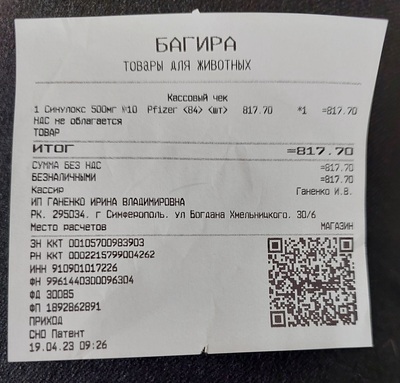 БАГИРА
ТОВАРЫ ДЛЯ ЖИВОТНЫХ
Кассовый чек
1 Синулокс 500мг №10 Pfizer <84> <шт> 817.70 *1 =817.70
НДС не облагается
ТОВАР
ИТОГ =817.70
СУММА БЕЗ НДС =817.70
БЕЗНАЛИЧНЫМИ =817.70
Кассир Ганенко И.В.
ИП ГАНЕНКО ИРИНА ВЛАДИМИРОВНА
РК. 295034. г Симферополь. ул Богдана Хмельницкого. 30/6
Место расчетов МАГАЗИН
ЗН ККТ 00105700983903
РН ККТ 0002215799004262
ИНН 910901017226
ФН 9961440300096304
ФД 30085
ФП 1892862891
ПРИХОД
СНО Патент
19.04.23 09:26